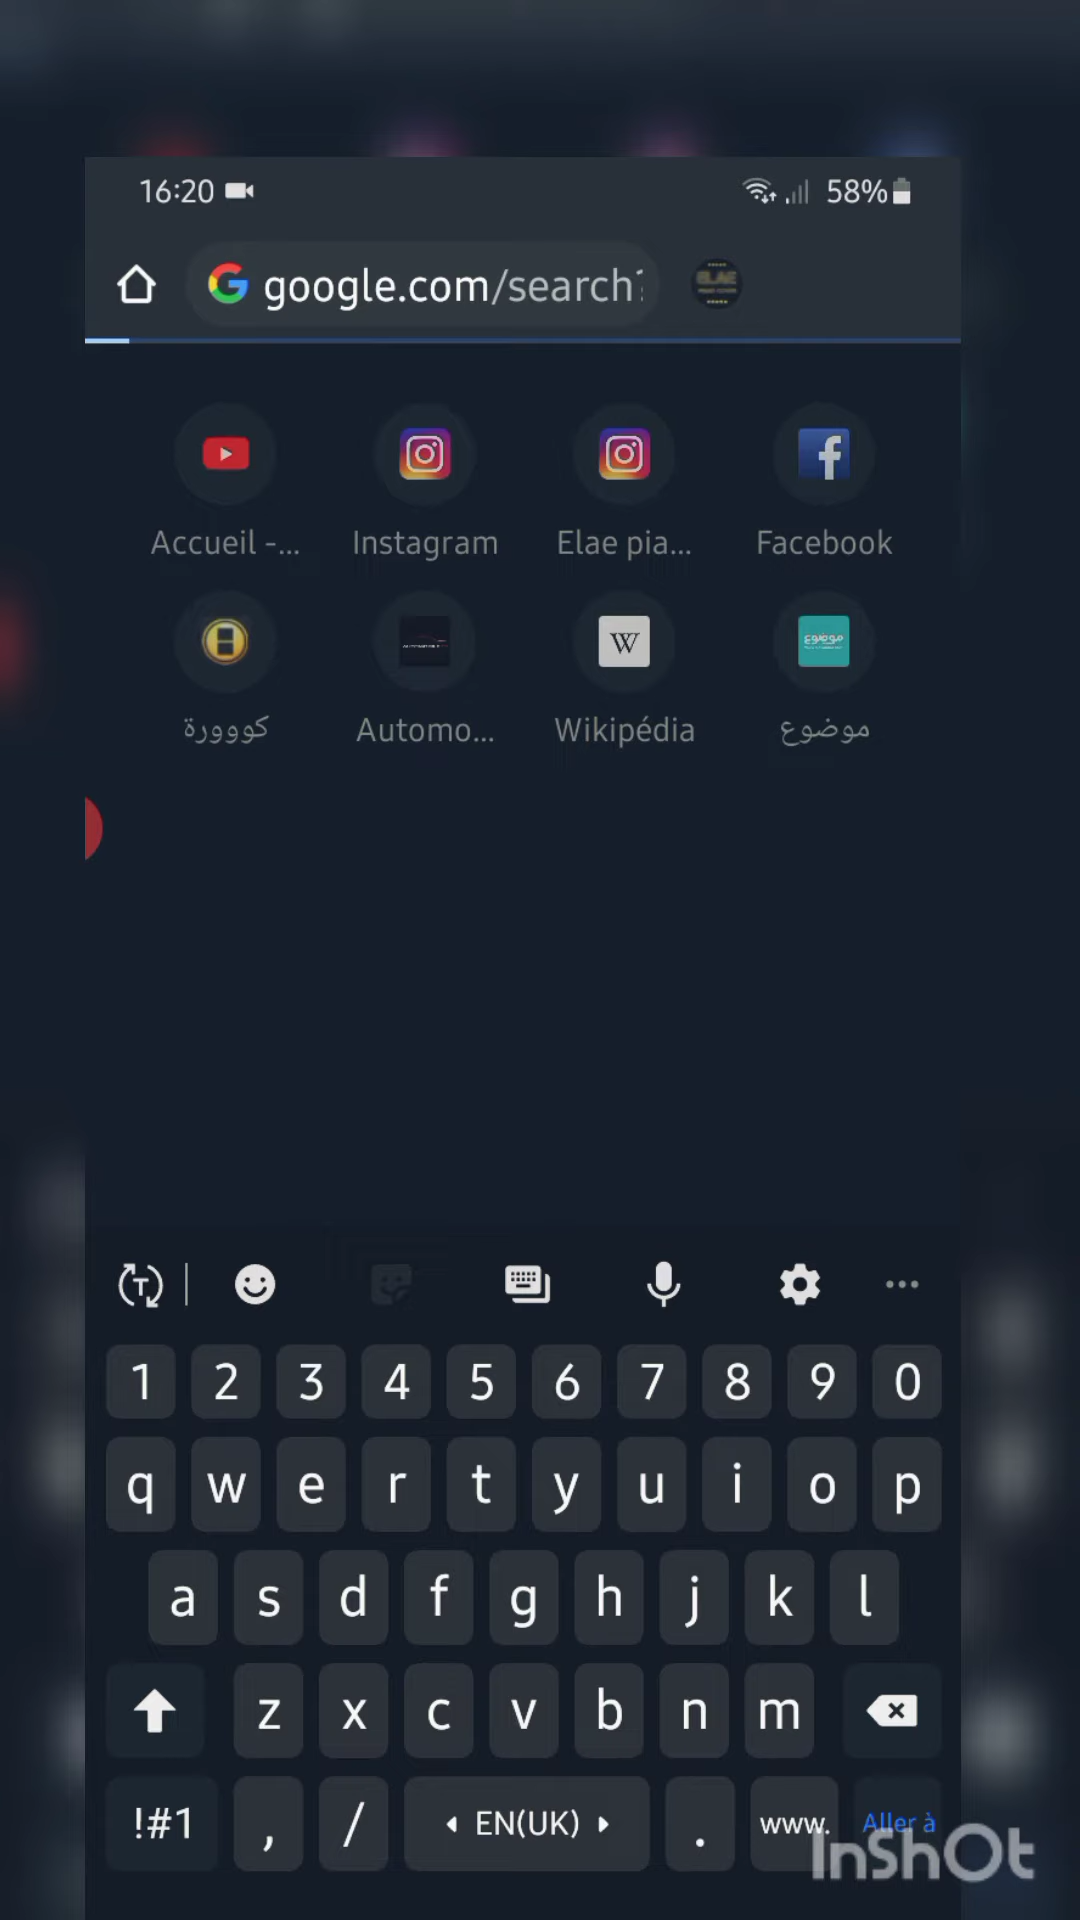 16:20 58%
google.com/search?
Accueil -... Instagram Elae pia... Facebook
كووورة Automo... Wikipédia موضوع
W موضوع
T
1 2 3 4 5 6 7 8 9 0
q w e r t y u i o p
a s d f g h j k l
z x c v b n m
!#1 , / EN(UK) . www. Aller à
InShOt